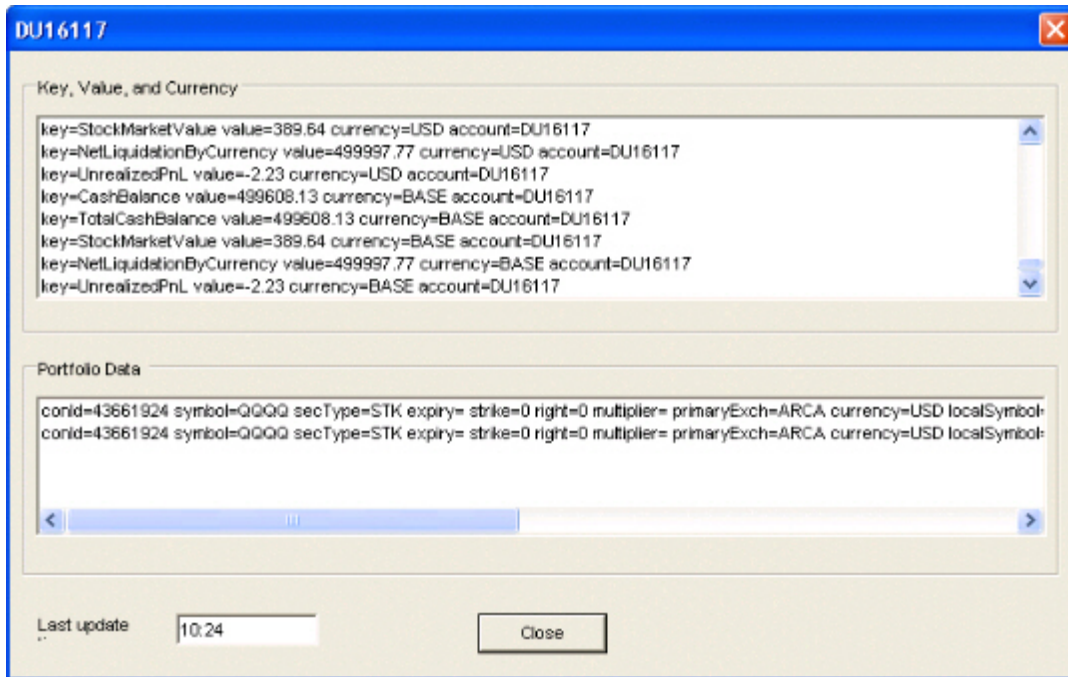 DU16117
Key, Value, and Currency
key=StockMarketValue value=389.64 currency=USD account=DU16117
key=NetLiquidationByCurrency value=499997.77 currency=USD account=DU16117
key=UnrealizedPnL value=-2.23 currency=USD account=DU16117
key=CashBalance value=499608.13 currency=BASE account=DU16117
key=TotalCashBalance value=499608.13 currency=BASE account=DU16117
key=StockMarketValue value=389.64 currency=BASE account=DU16117
key=NetLiquidationByCurrency value=499997.77 currency=BASE account=DU16117
key=UnrealizedPnL value=-2.23 currency=BASE account=DU16117
Portfolio Data
conId=43661924 symbol=QQQQ secType=STK expiry= strike=0 right=0 multiplier= primaryExch=ARCA currency=USD localSymbol=
conId=43661924 symbol=QQQQ secType=STK expiry= strike=0 right=0 multiplier= primaryExch=ARCA currency=USD localSymbol=
Last update
10:24
Close